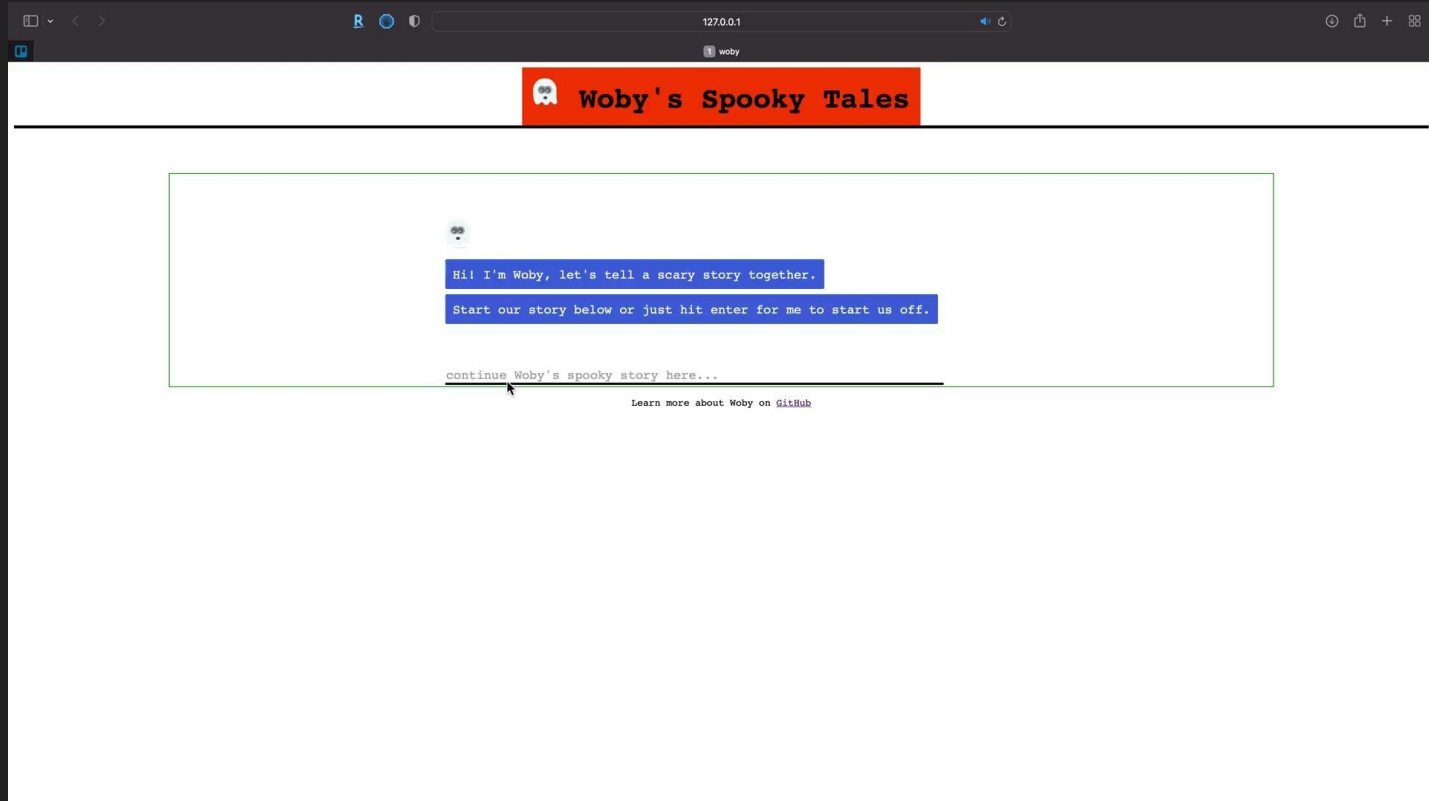 127.0.0.1
1 woby
Woby's Spooky Tales
Hi! I'm Woby, let's tell a scary story together.
Start our story below or just hit enter for me to start us off.
continue Woby's spooky story here...
Learn more about Woby on GitHub